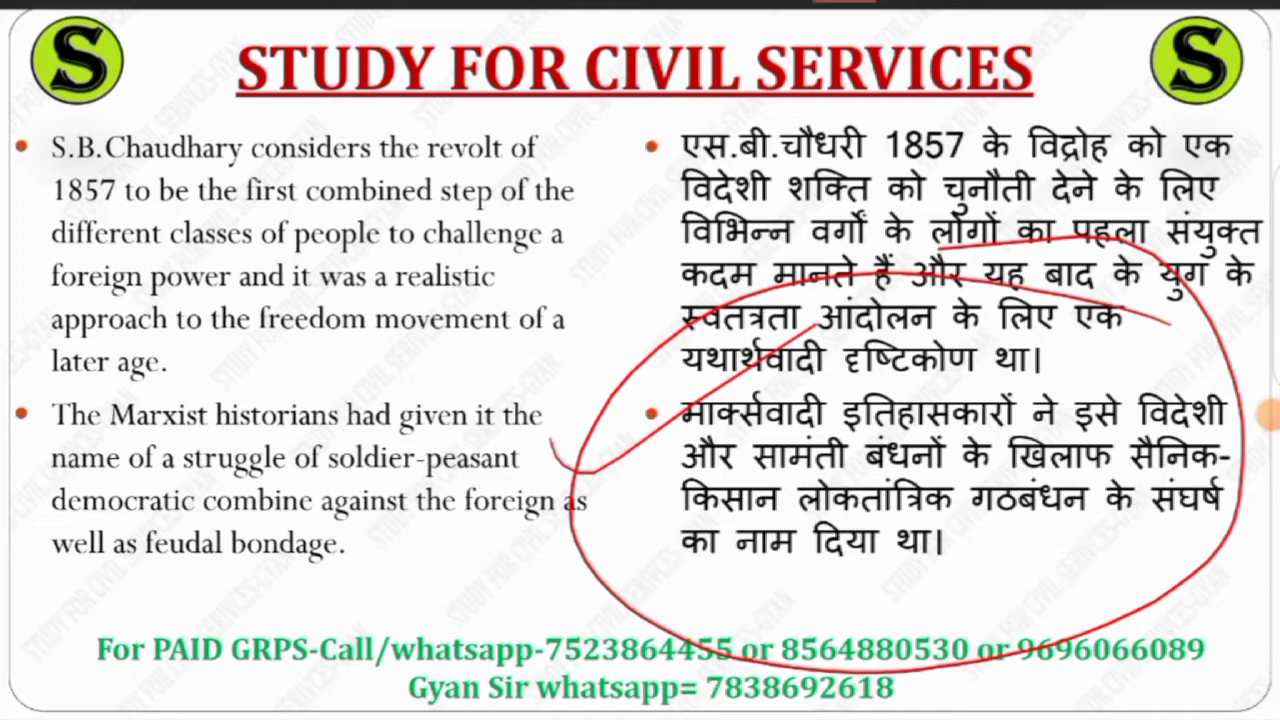 S
STUDY FOR CIVIL SERVICES
S
• S.B.Chaudhary considers the revolt of
1857 to be the first combined step of the
different classes of people to challenge a
foreign power and it was a realistic
approach to the freedom movement of a
later age.
• The Marxist historians had given it the
name of a struggle of soldier-peasant
democratic combine against the foreign as
well as feudal bondage.
• एस.बी.चौधरी 1857 के विद्रोह को एक
विदेशी शक्ति को चुनौती देने के लिए
विभिन्न वर्गों के लोगों का पहला संयुक्त
कदम मानते हैं और यह बाद के युग के
स्वतंत्रता आंदोलन के लिए एक
यथार्थवादी दृष्टिकोण था।
• मार्क्सवादी इतिहासकारों ने इसे विदेशी
और सामंती बंधनों के खिलाफ सैनिक-
किसान लोकतांत्रिक गठबंधन के संघर्ष
का नाम दिया था।
For PAID GRPS-Call/whatsapp-7523864455 or 8564880530 or 9696066089
Gyan Sir whatsapp= 7838692618